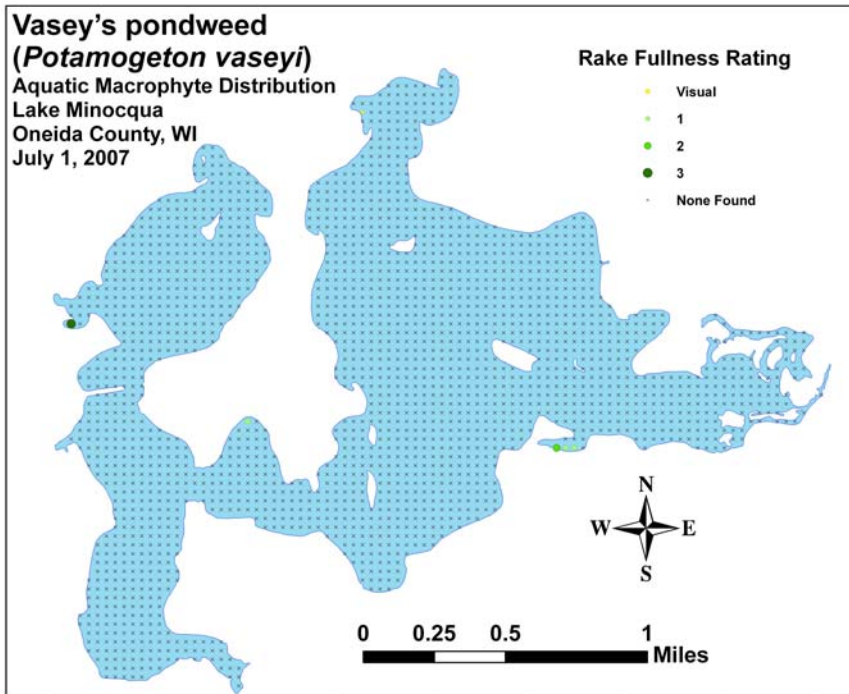 Vasey's pondweed
(Potamogeton vaseyi)
Aquatic Macrophyte Distribution
Lake Minocqua
Oneida County, WI
July 1, 2007
Rake Fullness Rating
Visual
1
2
3
None Found
N
W E
S
0 0.25 0.5 1
Miles